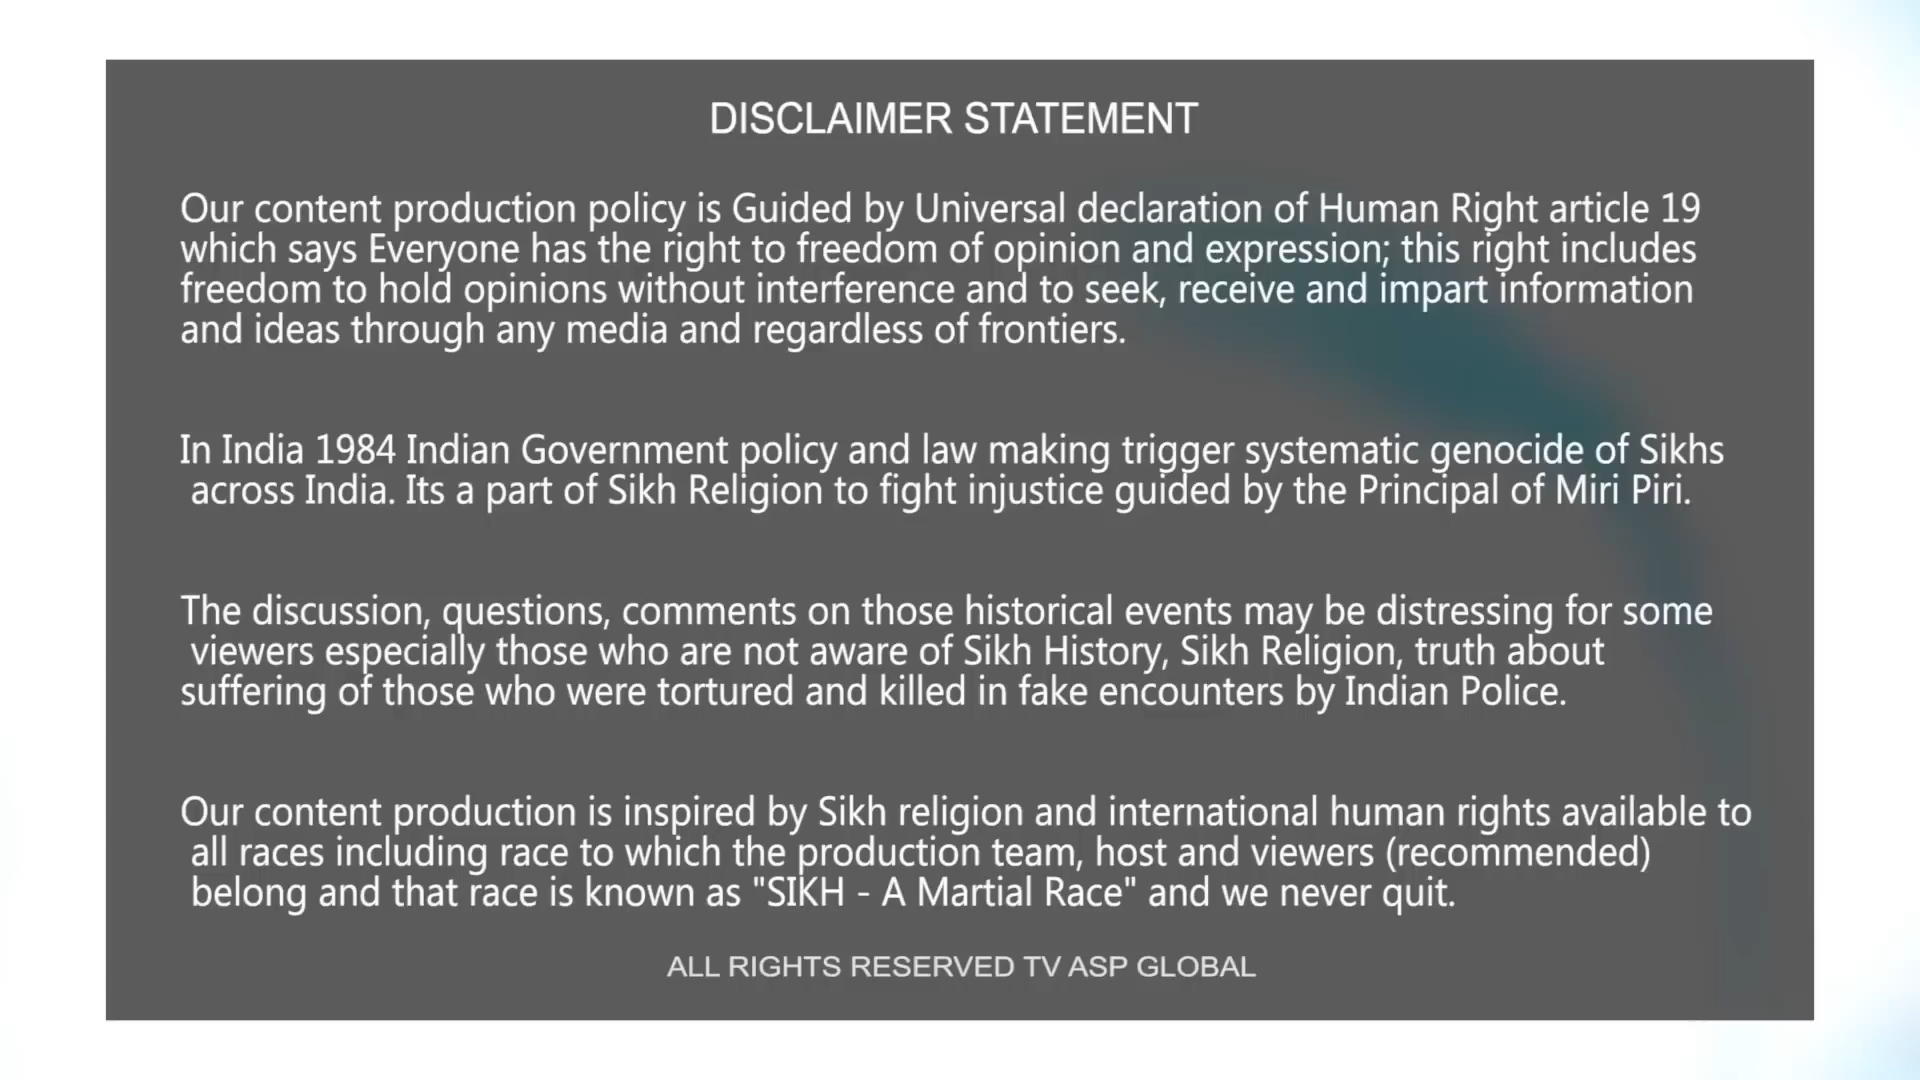 DISCLAIMER STATEMENT
Our content production policy is Guided by Universal declaration of Human Right article 19
which says Everyone has the right to freedom of opinion and expression; this right includes
freedom to hold opinions without interference and to seek, receive and impart information
and ideas through any media and regardless of frontiers.
In India 1984 Indian Government policy and law making trigger systematic genocide of Sikhs
across India. Its a part of Sikh Religion to fight injustice guided by the Principal of Miri Piri.
The discussion, questions, comments on those historical events may be distressing for some
viewers especially those who are not aware of Sikh History, Sikh Religion, truth about
suffering of those who were tortured and killed in fake encounters by Indian Police.
Our content production is inspired by Sikh religion and international human rights available to
all races including race to which the production team, host and viewers (recommended)
belong and that race is known as "SIKH - A Martial Race" and we never quit.
ALL RIGHTS RESERVED TV ASP GLOBAL